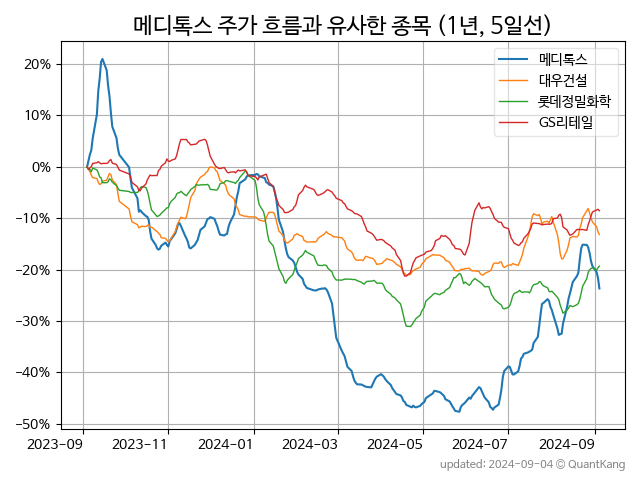 메디톡스 주가 흐름과 유사한 종목 (1년, 5일선)
메디톡스
대우건설
롯데정밀화학
GS리테일
20%
10%
0%
−10%
−20%
−30%
−40%
−50%
2023-09
2023-11
2024-01
2024-03
2024-05
2024-07
2024-09
updated: 2024-09-04 © QuantKang